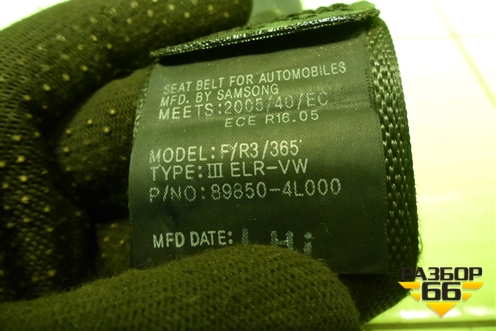 SEAT BELT FOR AUTOMOBILES
MFD. BY SAMSONG
MEETS: 2005/40/EC
ECE R16.05
MODEL: F/R3/365
TYPE: III ELR-VW
P/NO: 89850-4L000
MFD DATE:
РАЗБОР
66